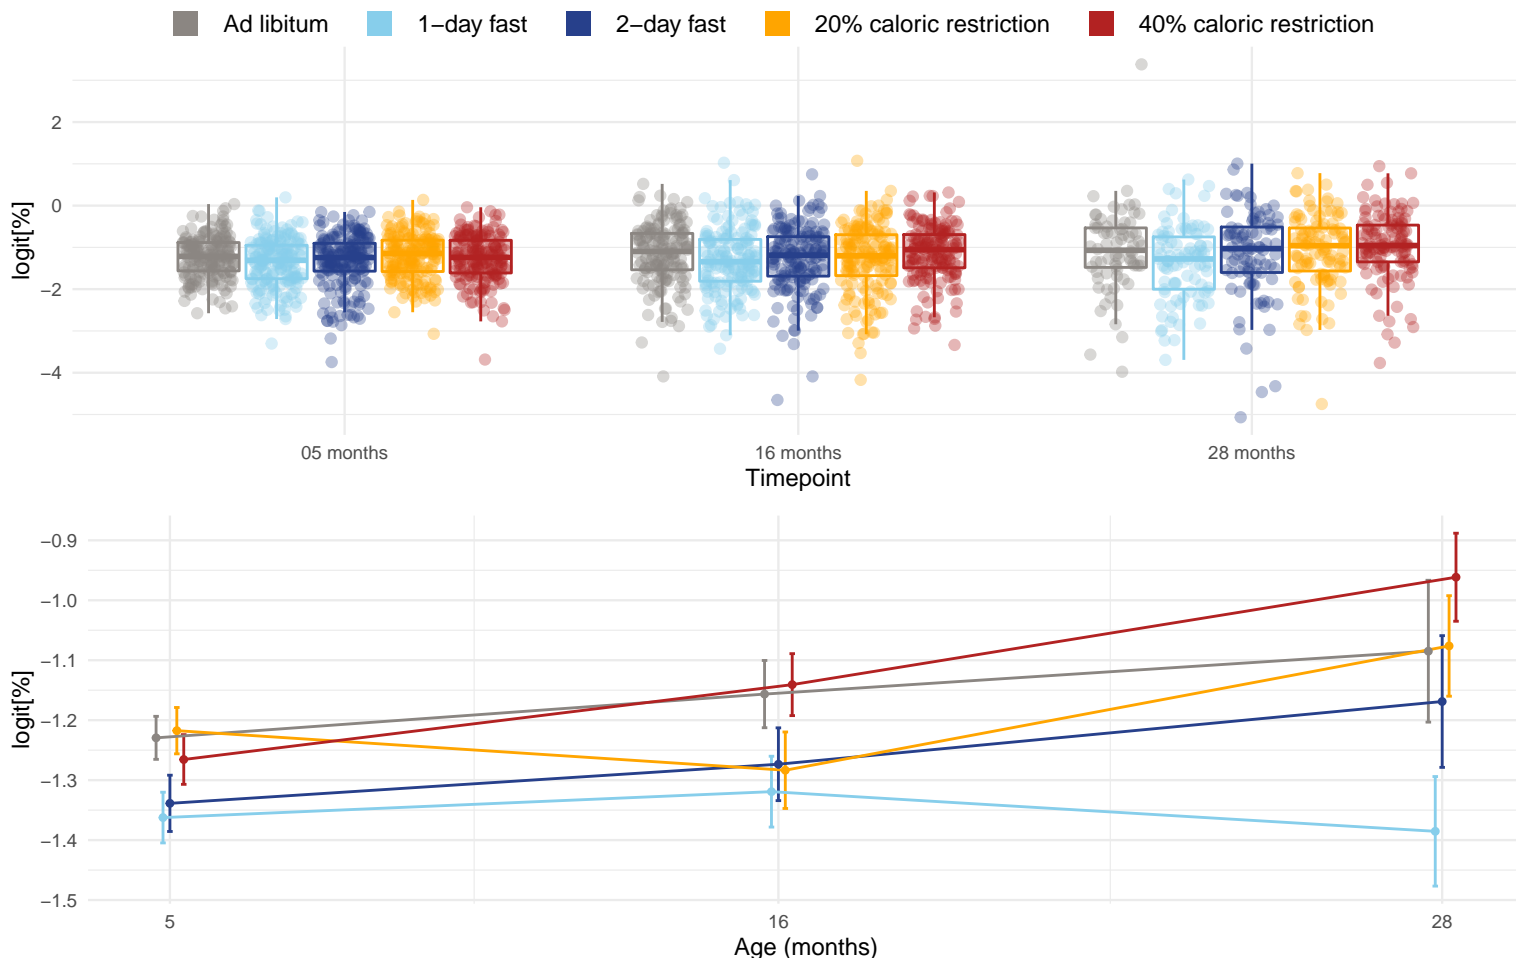 Ad libitum 1−day fast 2−day fast 20% caloric restriction 40% caloric restriction
logit[%]
2
0
−2
−4
05 months 16 months 28 months
Timepoint
logit[%]
−0.9
−1.0
−1.1
−1.2
−1.3
−1.4
−1.5
5 16 28
Age (months)